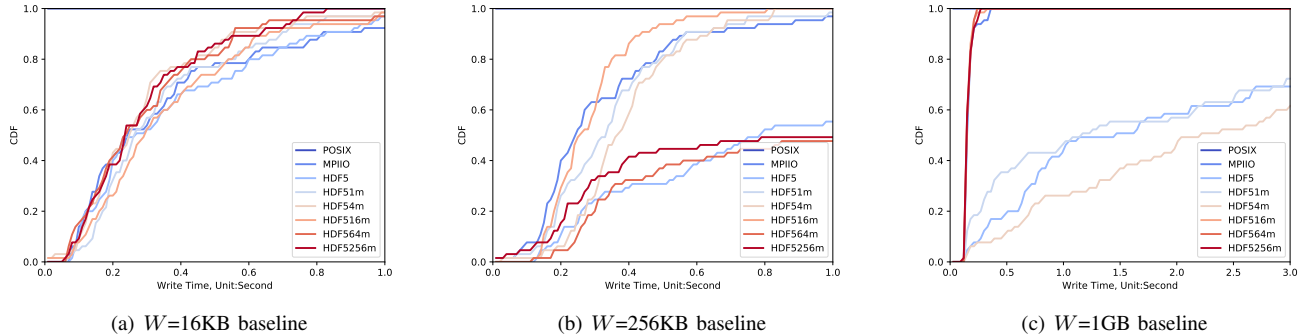 1.0
0.8
0.6
0.4
0.2
0.0
CDF
0.0 0.2 0.4 0.6 0.8 1.0
Write Time, Unit:Second
POSIX
MPIIO
HDF5
HDF51m
HDF54m
HDF516m
HDF564m
HDF5256m
(a) W=16KB baseline
1.0
0.8
0.6
0.4
0.2
0.0
CDF
0.0 0.2 0.4 0.6 0.8 1.0
Write Time, Unit:Second
POSIX
MPIIO
HDF5
HDF51m
HDF54m
HDF516m
HDF564m
HDF5256m
(b) W=256KB baseline
1.0
0.8
0.6
0.4
0.2
0.0
CDF
0.0 0.5 1.0 1.5 2.0 2.5 3.0
Write Time, Unit:Second
POSIX
MPIIO
HDF5
HDF51m
HDF54m
HDF516m
HDF564m
HDF5256m
(c) W=1GB baseline